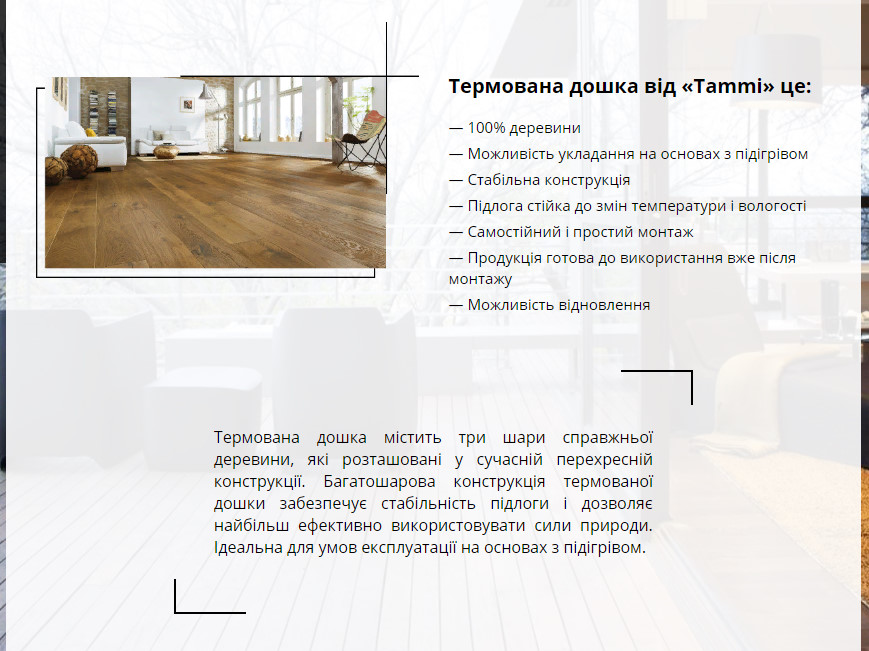 Термована дошка від «Tammi» це:
— 100% деревини
— Можливість укладання на основах з підігрівом
— Стабільна конструкція
— Підлога стійка до змін температури і вологості
— Самостійний і простий монтаж
— Продукція готова до використання вже після
монтажу
— Можливість відновлення
Термована дошка містить три шари справжньої
деревини, які розташовані у сучасній перехресній
конструкції. Багатошарова конструкція термованої
дошки забезпечує стабільність підлоги і дозволяє
найбільш ефективно використовувати сили природи.
Ідеальна для умов експлуатації на основах з підігрівом.